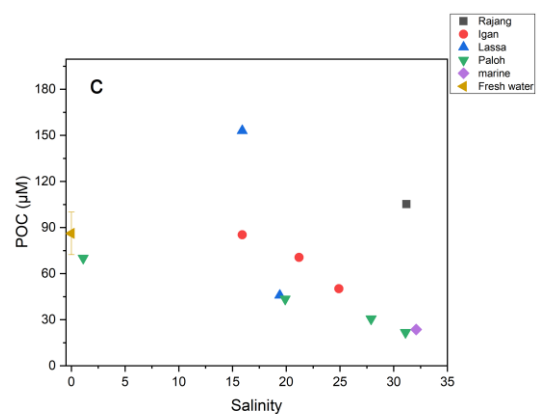 Rajang
Igan
Lassa
Paloh
marine
Fresh water
C
180
150
120
90
60
30
0
POC (μM)
0 5 10 15 20 25 30 35
Salinity